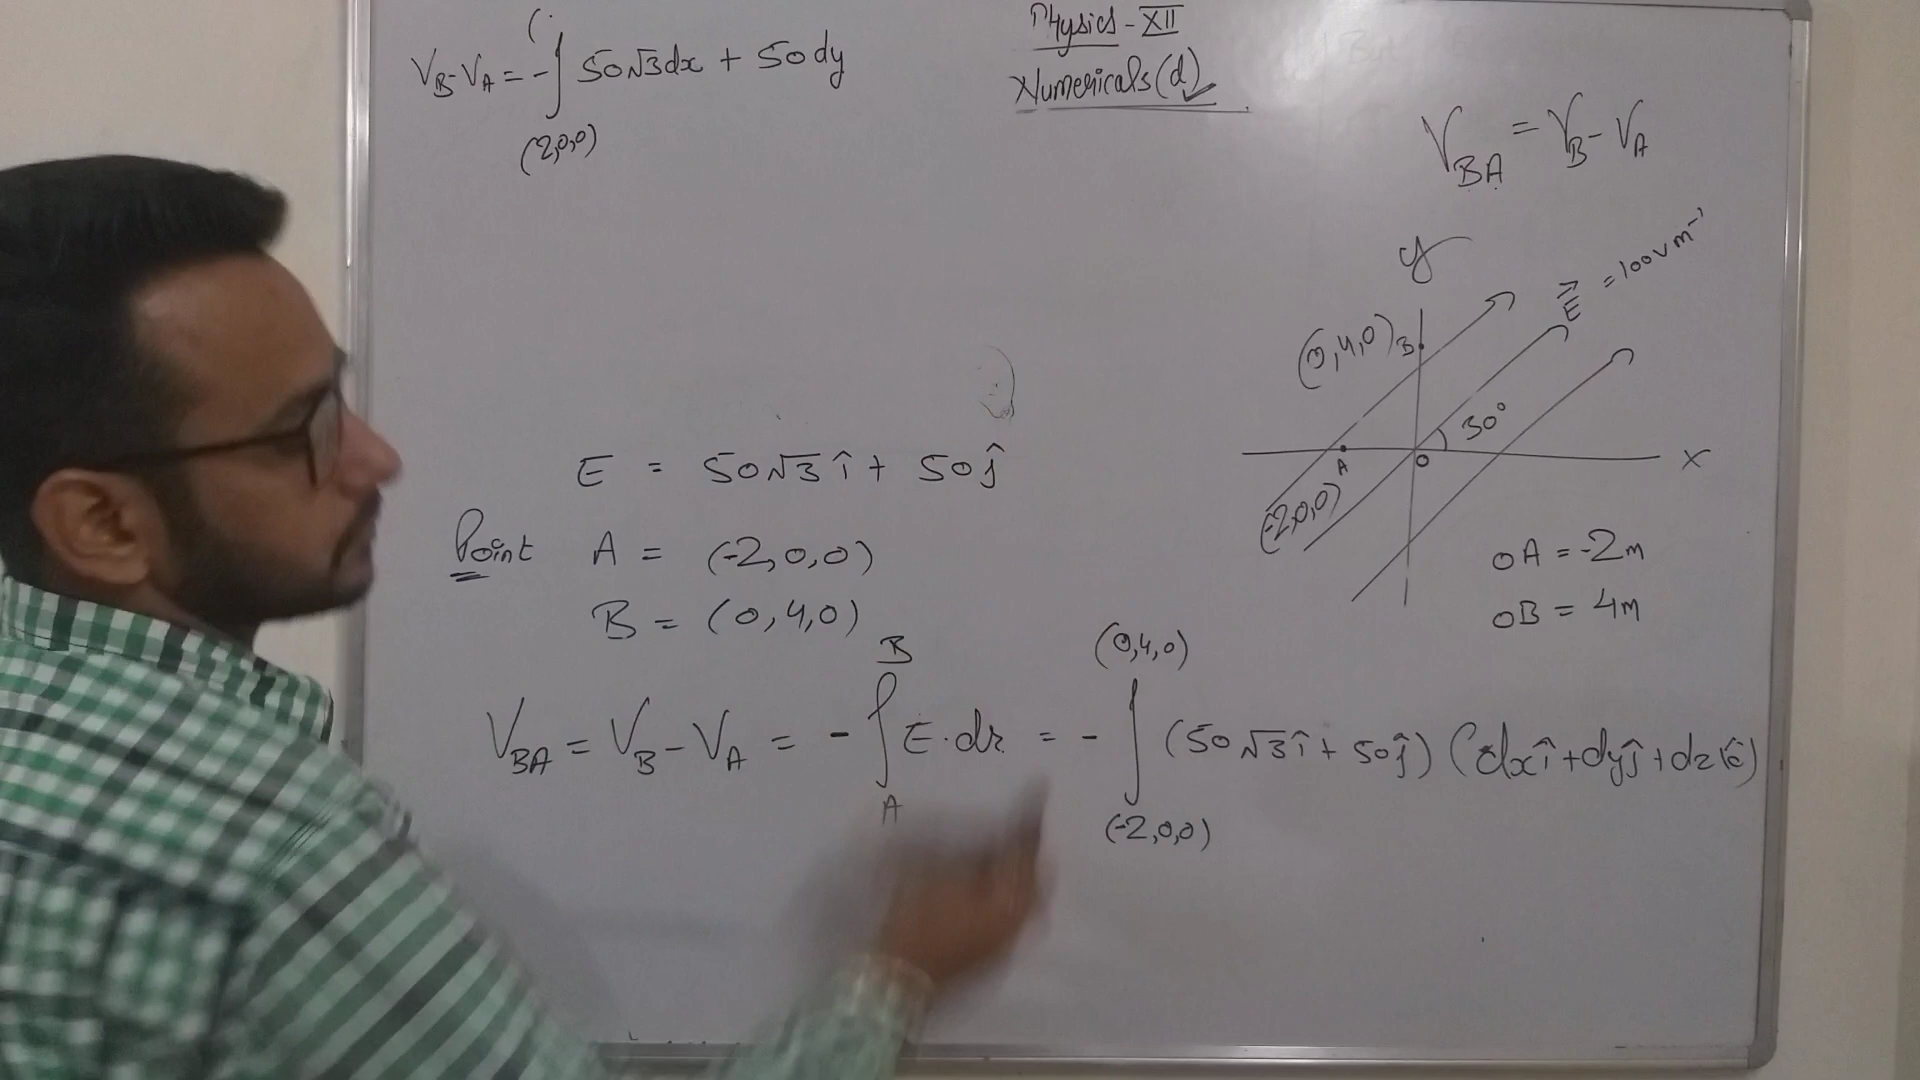 Physics - XII
Numericals (d)
V_B - V_A = - ∫ 50√3 dx + 50 dy
(
(2,0,0)
V_BA = V_B - V_A
y
E⃗ = 100 V m⁻¹
(0,4,0) B
30°
A
O
x
(-2,0,0)
OA = -2m
OB = 4m
E = 50√3 î + 50 ĵ
Point A = (-2,0,0)
B = (0,4,0)
B
(0,4,0)
V_BA = V_B - V_A = - ∫ E·dr = - ∫ (50√3 î + 50 ĵ) (dx î + dy ĵ + dz k̂)
A
(-2,0,0)